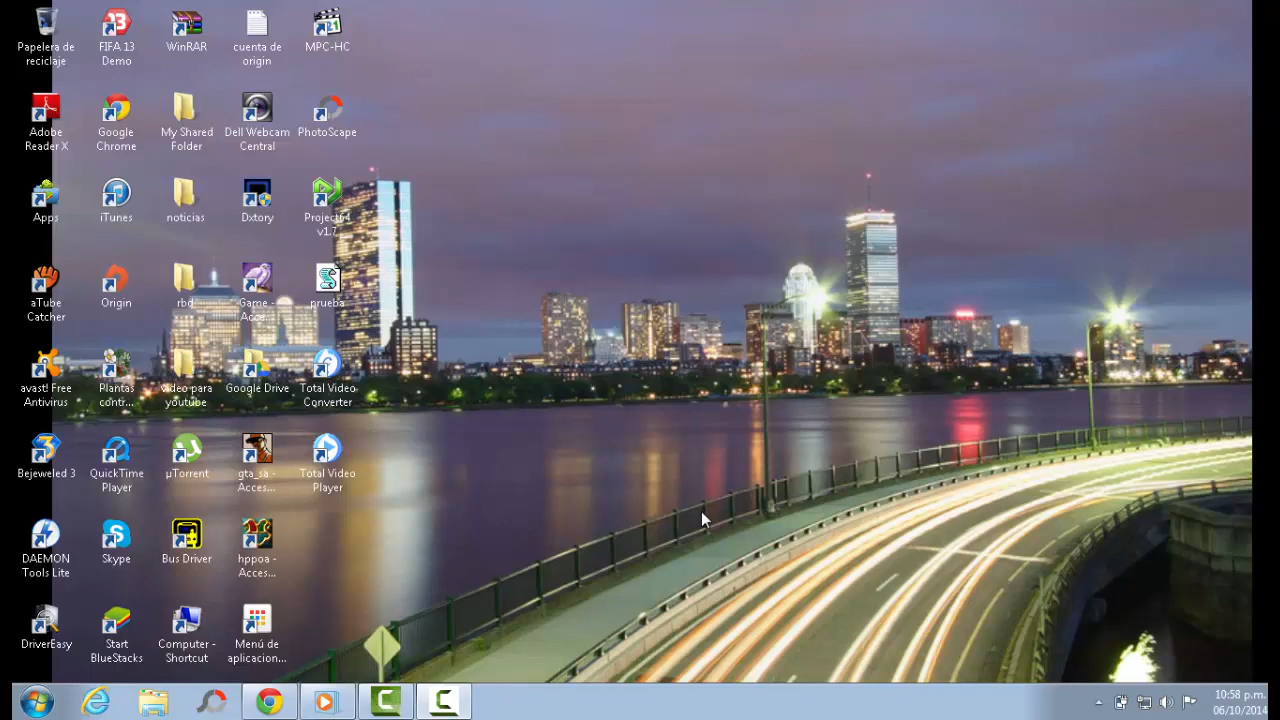 Papelera de
reciclaje
FIFA 13
Demo
WinRAR
cuenta de
origin
MPC-HC
Adobe
Reader X
Google
Chrome
My Shared
Folder
Dell Webcam
Central
PhotoScape
Apps
iTunes
noticias
Dxtory
Project64
v1.7
aTube
Catcher
Origin
rbd
Game -
Acce...
prueba
avast! Free
Antivirus
Plantas
contr...
video para
youtube
Google Drive
Total Video
Converter
Bejeweled 3
QuickTime
Player
µTorrent
gta_sa -
Acces...
Total Video
Player
DAEMON
Tools Lite
Skype
Bus Driver
hppoa -
Acces...
DriverEasy
Start
BlueStacks
Computer -
Shortcut
Menú de
aplicacion...
10:58 p.m.
06/10/2014